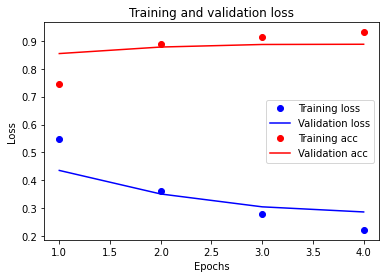 Training and validation loss
Loss
0.9
0.8
0.7
0.6
0.5
0.4
0.3
0.2
Training loss
Validation loss
Training acc
Validation acc
1.0 1.5 2.0 2.5 3.0 3.5 4.0
Epochs